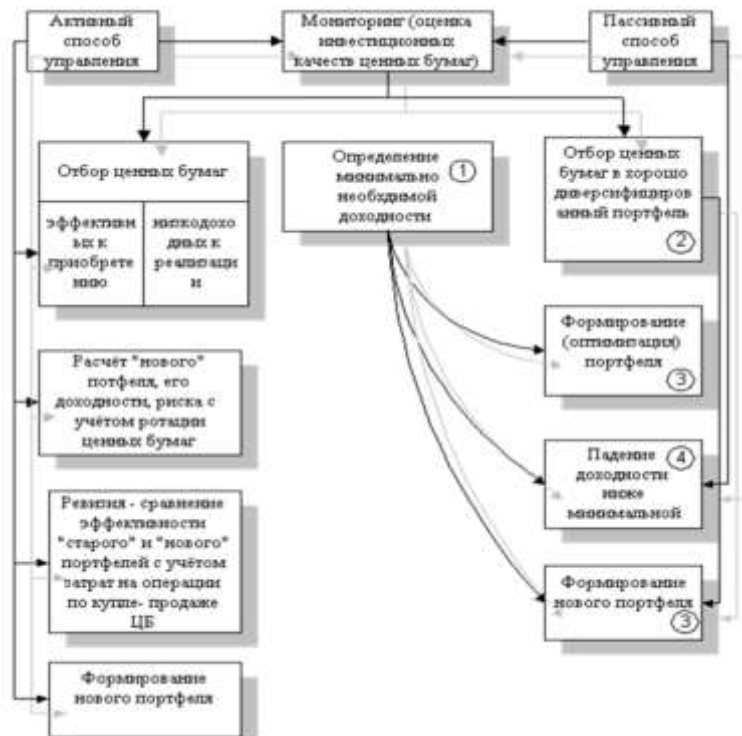 Активный
способ
управления
Мониторинг (оценка
инвестиционных
качеств ценных бумаг)
Пассивный
способ
управления
Отбор ценных бумаг
эффективн
ых к
приобрете
нию
низкодохо
дных к
реализаци
и
Определение
минимально
необхдимой
доходности
1
Отбор ценных
бумаг в хорошо
диверсифициров
анный портфель
2
Формирование
(оптимизация)
портфеля
3
Расчёт "нового"
потфеля, его
доходности, риска с
учётом ротации
ценных бумаг
Падение
доходности
ниже
минимальной
4
Ревизия - сравнение
эффективности
"старого" и "нового"
портфелей с учётом
затрат на операции
по купле- продаже
ЦБ
Формирование
нового портфеля
3
Формирование
нового портфеля